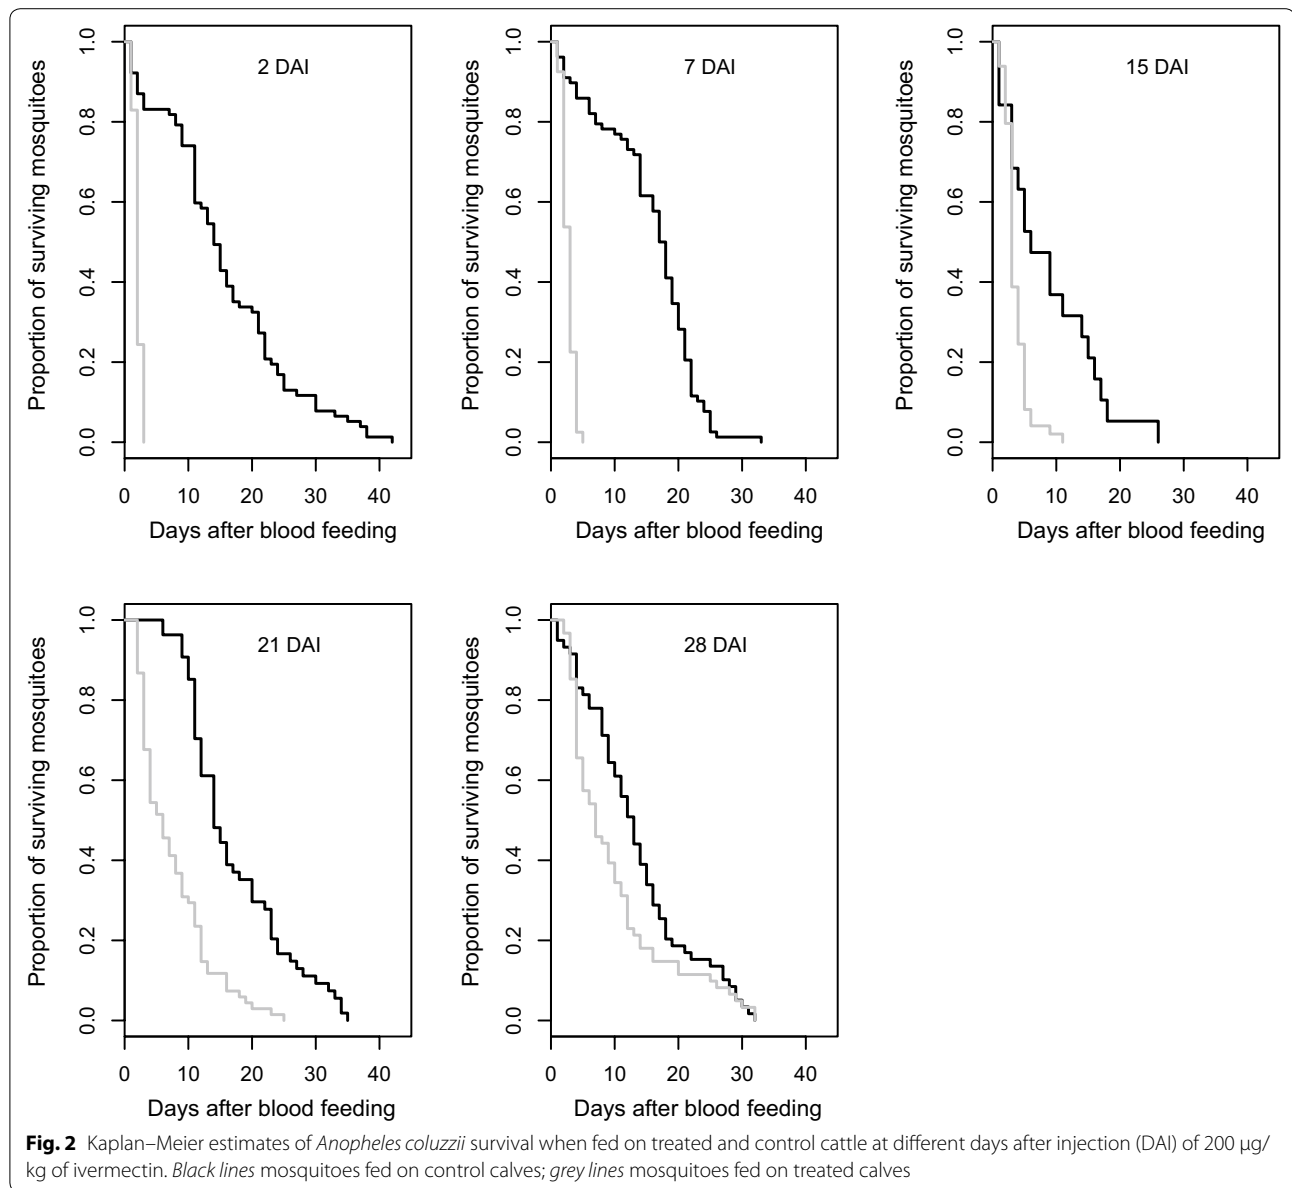 2 DAI
Proportion of surviving mosquitoes
1.0
0.8
0.6
0.4
0.2
0.0
0 10 20 30 40
Days after blood feeding
7 DAI
Proportion of surviving mosquitoes
1.0
0.8
0.6
0.4
0.2
0.0
0 10 20 30 40
Days after blood feeding
15 DAI
Proportion of surviving mosquitoes
1.0
0.8
0.6
0.4
0.2
0.0
0 10 20 30 40
Days after blood feeding
21 DAI
Proportion of surviving mosquitoes
1.0
0.8
0.6
0.4
0.2
0.0
0 10 20 30 40
Days after blood feeding
28 DAI
Proportion of surviving mosquitoes
1.0
0.8
0.6
0.4
0.2
0.0
0 10 20 30 40
Days after blood feeding
Fig. 2 Kaplan–Meier estimates of Anopheles coluzzii survival when fed on treated and control cattle at different days after injection (DAI) of 200 µg/
kg of ivermectin. Black lines mosquitoes fed on control calves; grey lines mosquitoes fed on treated calves